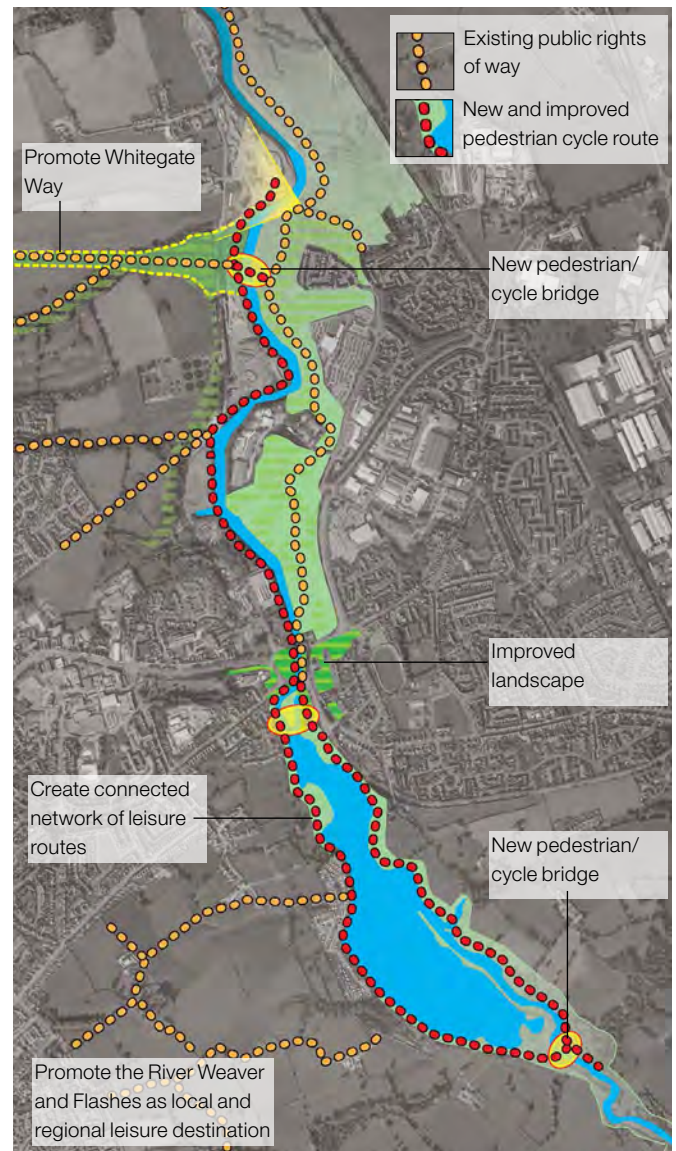 Existing public rights
of way
New and improved
pedestrian cycle route
Promote Whitegate
Way
New pedestrian/
cycle bridge
Improved
landscape
Create connected
network of leisure
routes
New pedestrian/
cycle bridge
Promote the River Weaver
and Flashes as local and
regional leisure destination